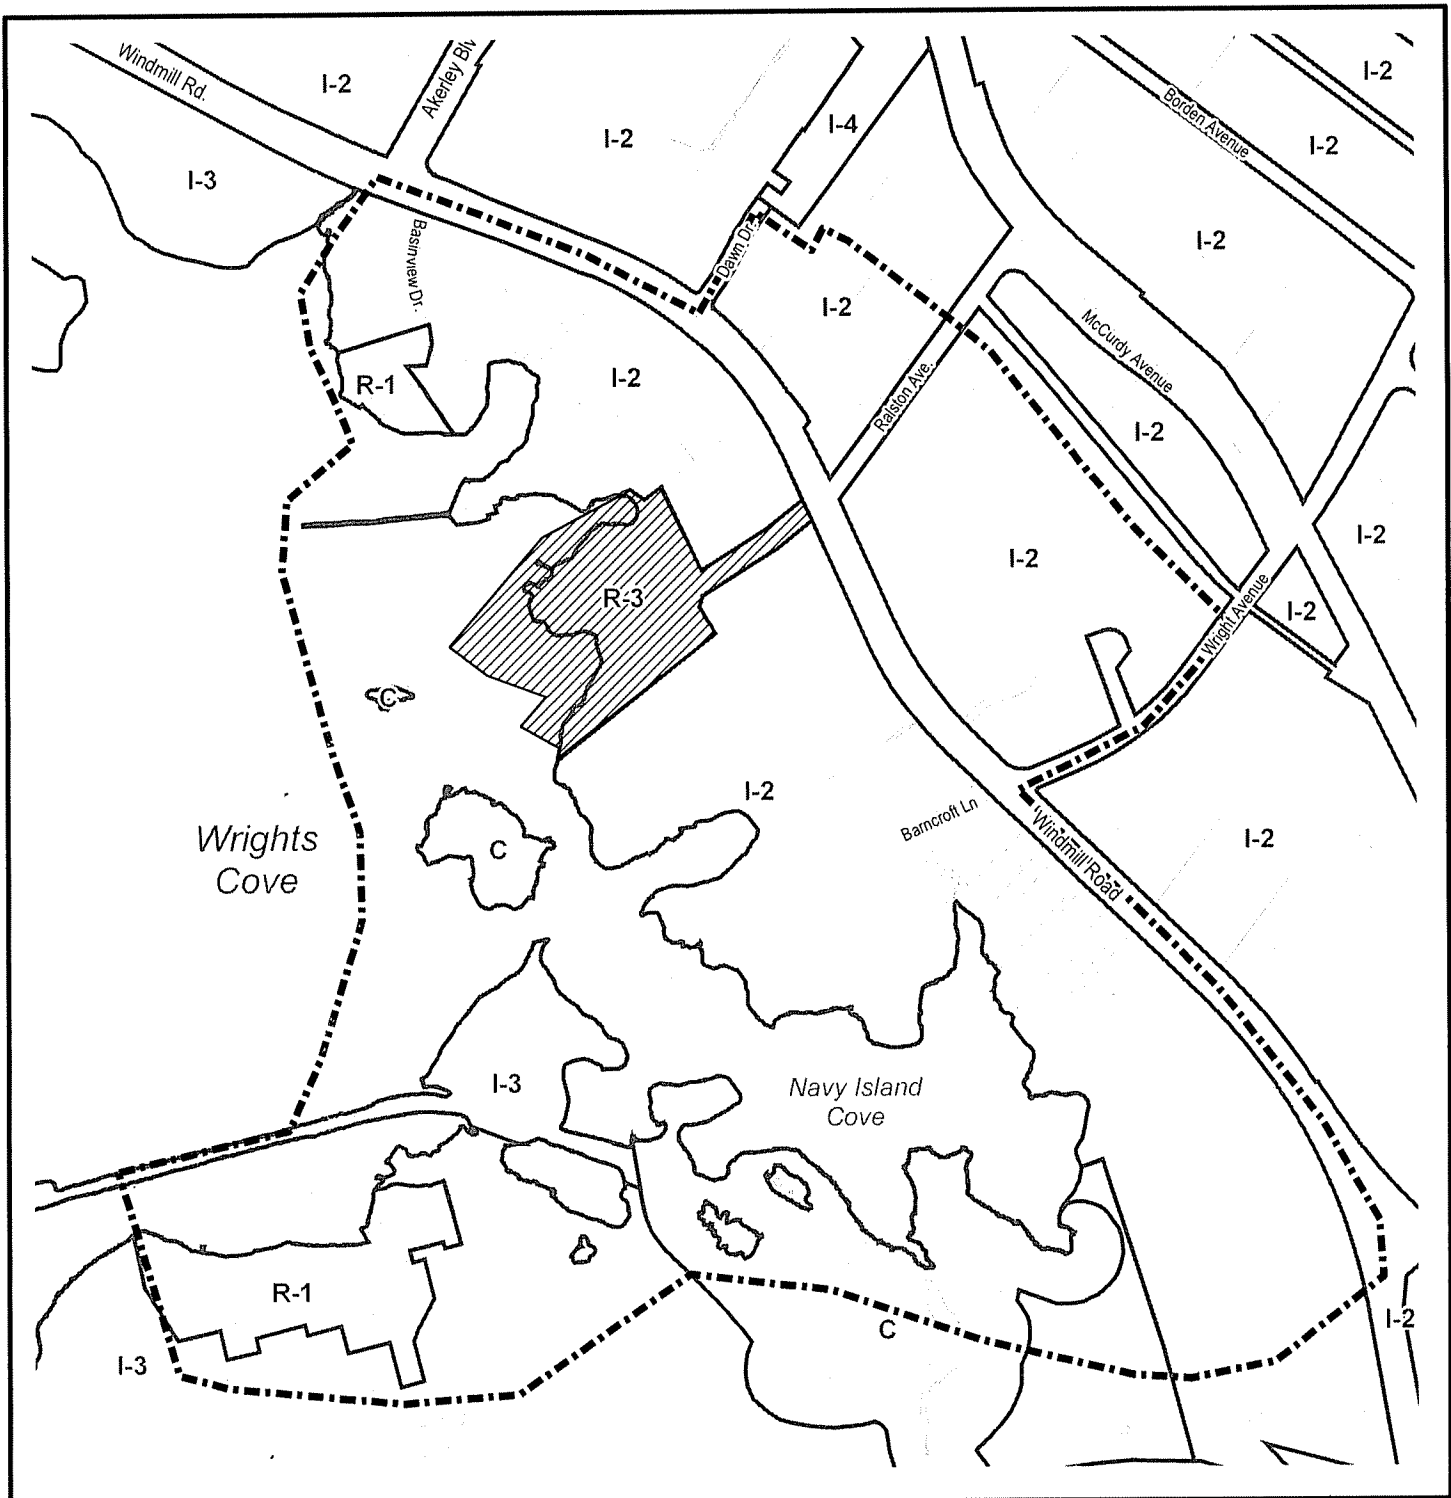 Windmill Rd.
I-2
Akerley Blv
I-2
I-4
I-2
Borden Avenue
I-2
I-3
Basinview Dr.
Dawn Dr.
I-2
I-2
McCurdy Avenue
R-1
I-2
Ralston Ave.
I-2
I-2
I-2
R-3
I-2
Wright Avenue
C
I-2
Barncroft Ln
Windmill Road
I-2
Wrights
Cove
C
I-3
Navy Island
Cove
R-1
C
I-2
I-3